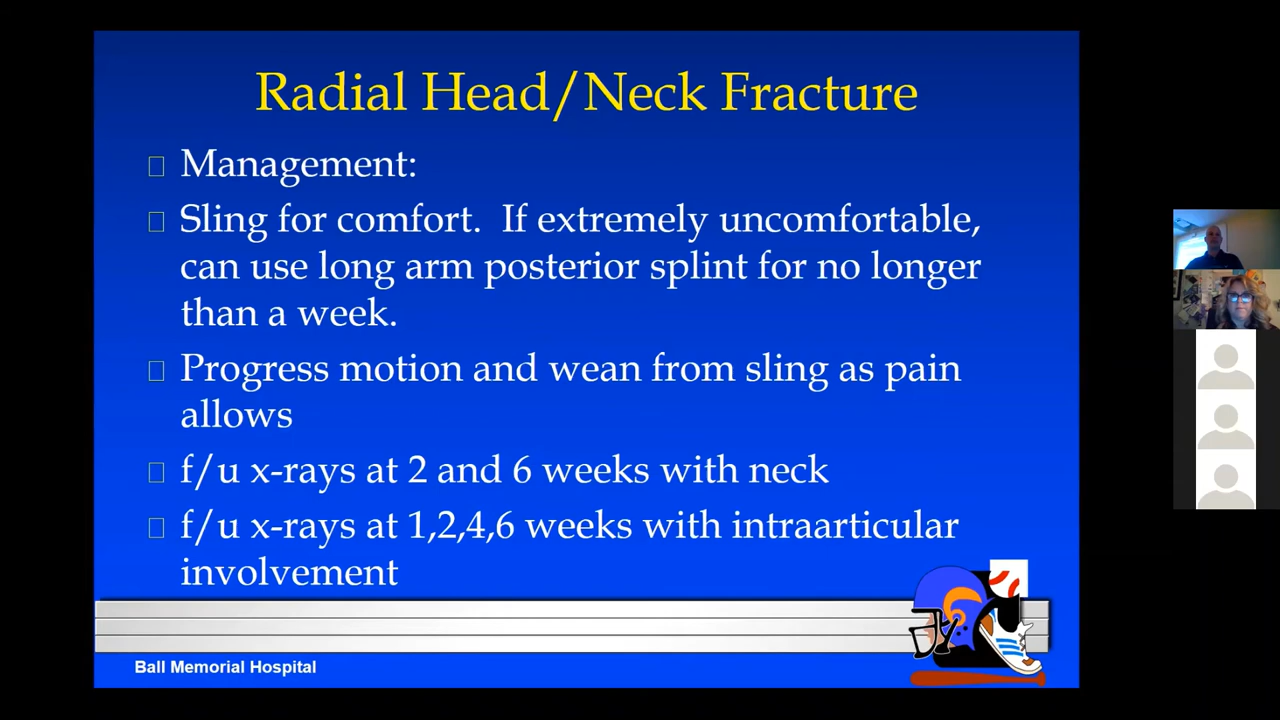 Radial Head/Neck Fracture
Management:
Sling for comfort. If extremely uncomfortable,
can use long arm posterior splint for no longer
than a week.
Progress motion and wean from sling as pain
allows
f/u x-rays at 2 and 6 weeks with neck
f/u x-rays at 1,2,4,6 weeks with intraarticular
involvement
Ball Memorial Hospital